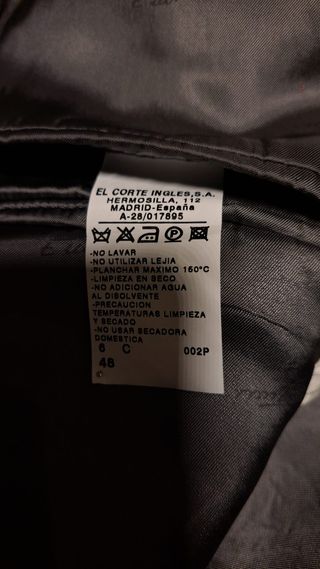 EL CORTE INGLES,S.A.
HERMOSILLA, 112
MADRID-España
A-28/017895
P
-NO LAVAR
-NO UTILIZAR LEJIA
-PLANCHAR MAXIMO 150°C
-LIMPIEZA EN SECO
-NO ADICIONAR AGUA
AL DISOLVENTE
-PRECAUCION
TEMPERATURAS LIMPIEZA
Y SECADO
-NO USAR SECADORA
DOMESTICA
6 C 002P
48